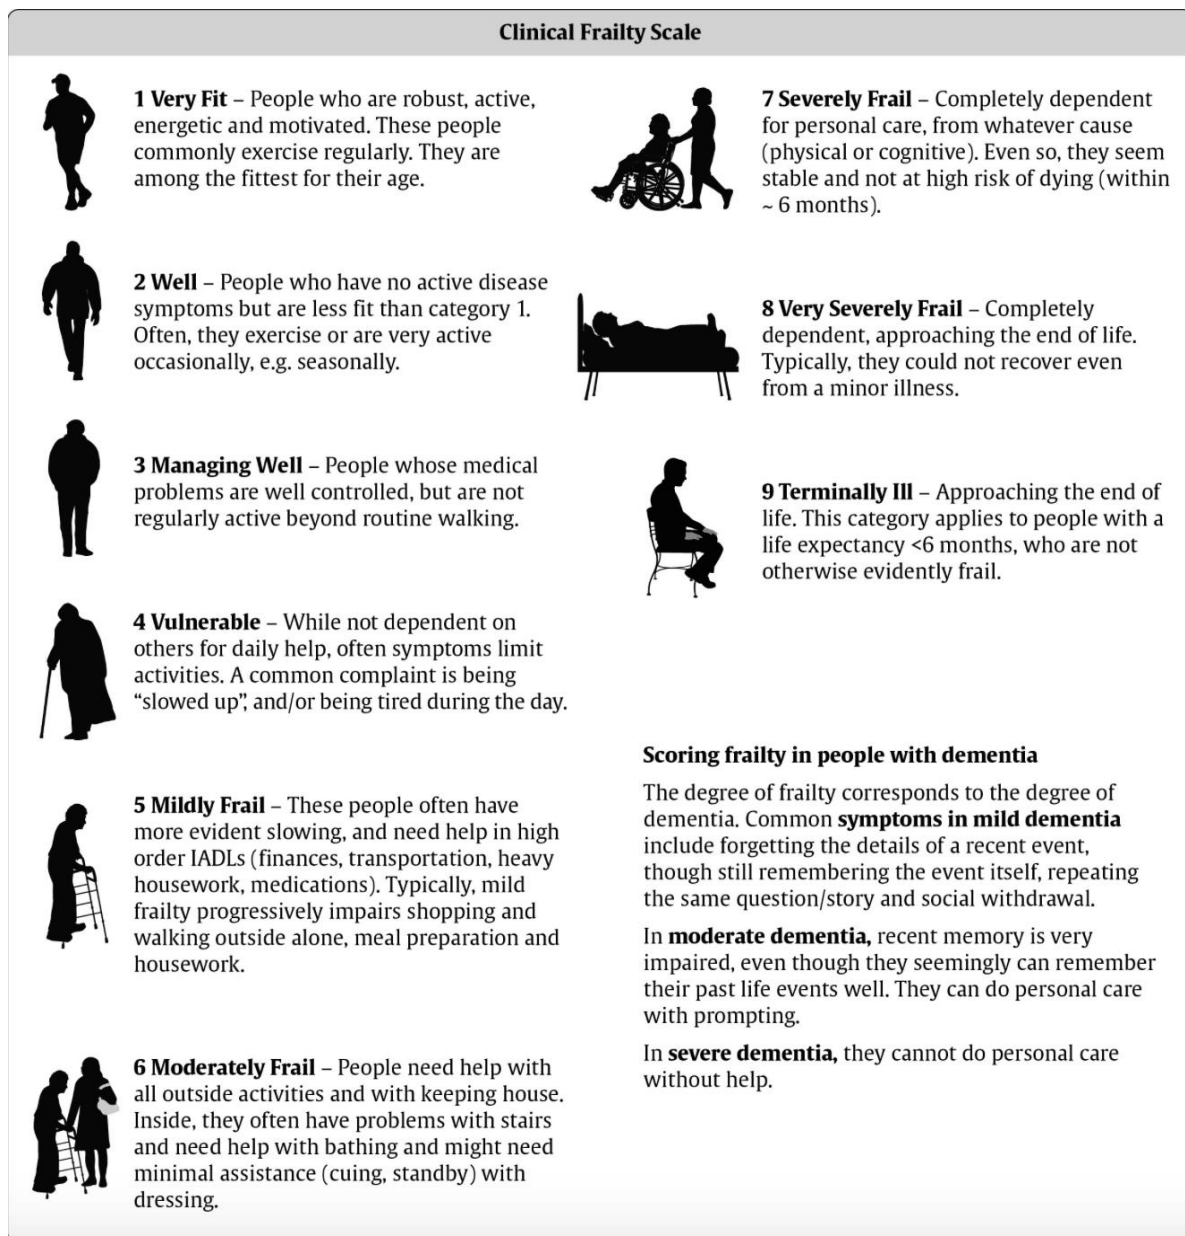 Clinical Frailty Scale
1 Very Fit – People who are robust, active,
energetic and motivated. These people
commonly exercise regularly. They are
among the fittest for their age.
2 Well – People who have no active disease
symptoms but are less fit than category 1.
Often, they exercise or are very active
occasionally, e.g. seasonally.
3 Managing Well – People whose medical
problems are well controlled, but are not
regularly active beyond routine walking.
4 Vulnerable – While not dependent on
others for daily help, often symptoms limit
activities. A common complaint is being
“slowed up”, and/or being tired during the day.
5 Mildly Frail – These people often have
more evident slowing, and need help in high
order IADLs (finances, transportation, heavy
housework, medications). Typically, mild
frailty progressively impairs shopping and
walking outside alone, meal preparation and
housework.
6 Moderately Frail – People need help with
all outside activities and with keeping house.
Inside, they often have problems with stairs
and need help with bathing and might need
minimal assistance (cuing, standby) with
dressing.
7 Severely Frail – Completely dependent
for personal care, from whatever cause
(physical or cognitive). Even so, they seem
stable and not at high risk of dying (within
~ 6 months).
8 Very Severely Frail – Completely
dependent, approaching the end of life.
Typically, they could not recover even
from a minor illness.
9 Terminally Ill – Approaching the end of
life. This category applies to people with a
life expectancy <6 months, who are not
otherwise evidently frail.
Scoring frailty in people with dementia
The degree of frailty corresponds to the degree of
dementia. Common symptoms in mild dementia
include forgetting the details of a recent event,
though still remembering the event itself, repeating
the same question/story and social withdrawal.
In moderate dementia, recent memory is very
impaired, even though they seemingly can remember
their past life events well. They can do personal care
with prompting.
In severe dementia, they cannot do personal care
without help.